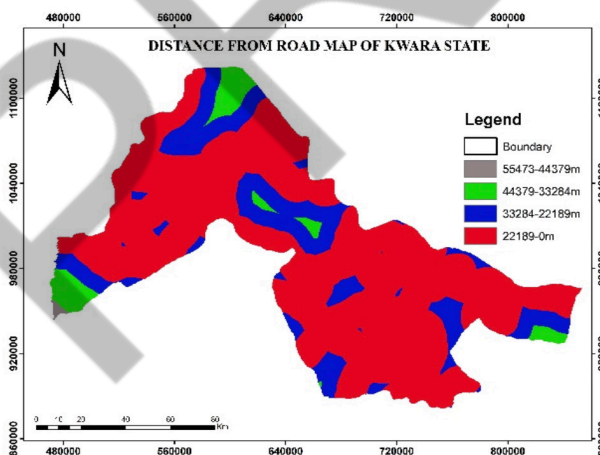 480000 560000 640000 720000 800000
DISTANCE FROM ROAD MAP OF KWARA STATE
N
1100000
Legend
Boundary
55473-44379m
44379-33284m
33284-22189m
22189-0m
1040000
980000
920000
860000
0 10 20 40 60 80
Km
480000 560000 640000 720000 800000